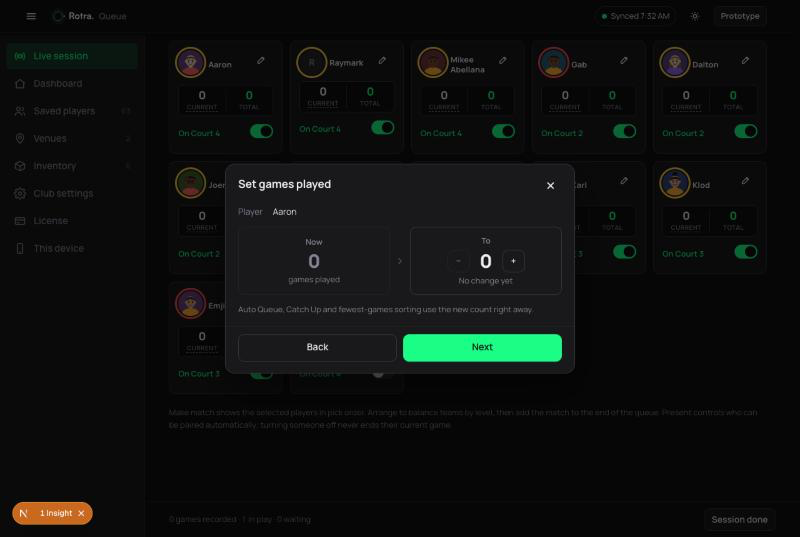 Rotra. Queue
Synced 7:32 AM
Prototype
Live session
Dashboard
Saved players
Venues 2
Inventory
Club settings
License
This device
Aaron
0 CURRENT
0 TOTAL
On Court 4
R
Raymark
0 CURRENT
0 TOTAL
On Court 4
Mikee
Abellana
0 CURRENT
0 TOTAL
On Court 4
Gab
0 CURRENT
0 TOTAL
On Court 2
Dalton
0 CURRENT
0 TOTAL
On Court 2
0 CURRENT
On Court 2
0
TOTAL
Klod
0 CURRENT
0 TOTAL
On Court 3
0 CURRENT
On Court 3
Set games played
Player Aaron
Now
0
games played
To
− 0 +
No change yet
Auto Queue, Catch Up and fewest-games sorting use the new count right away.
Back
Next
Make match shows the selected players in pick order. Arrange to balance teams by level, then add the match to the end of the queue. Present controls who can
be paired automatically; turning someone off never ends their current game.
N 1 Insight
0 games recorded · 1 in play · 0 waiting
Session done